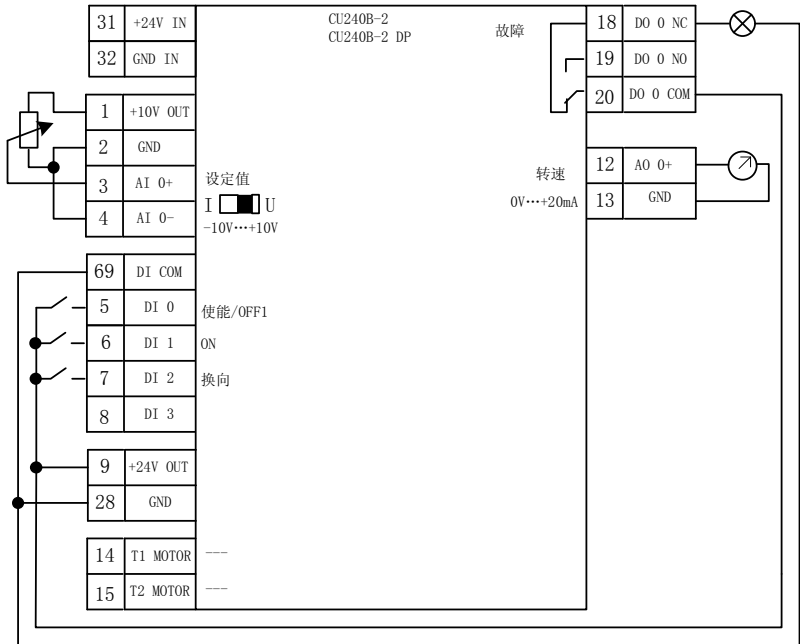 31 +24V IN
32 GND IN
CU240B-2
CU240B-2 DP
故障
18 DO 0 NC
19 DO 0 NO
20 DO 0 COM
1 +10V OUT
2 GND
3 AI 0+
4 AI 0-
设定值
I U
-10V…+10V
转速
0V…+20mA
12 AO 0+
13 GND
69 DI COM
5 DI 0 使能/OFF1
6 DI 1 ON
7 DI 2 换向
8 DI 3
9 +24V OUT
28 GND
14 T1 MOTOR ---
15 T2 MOTOR ---